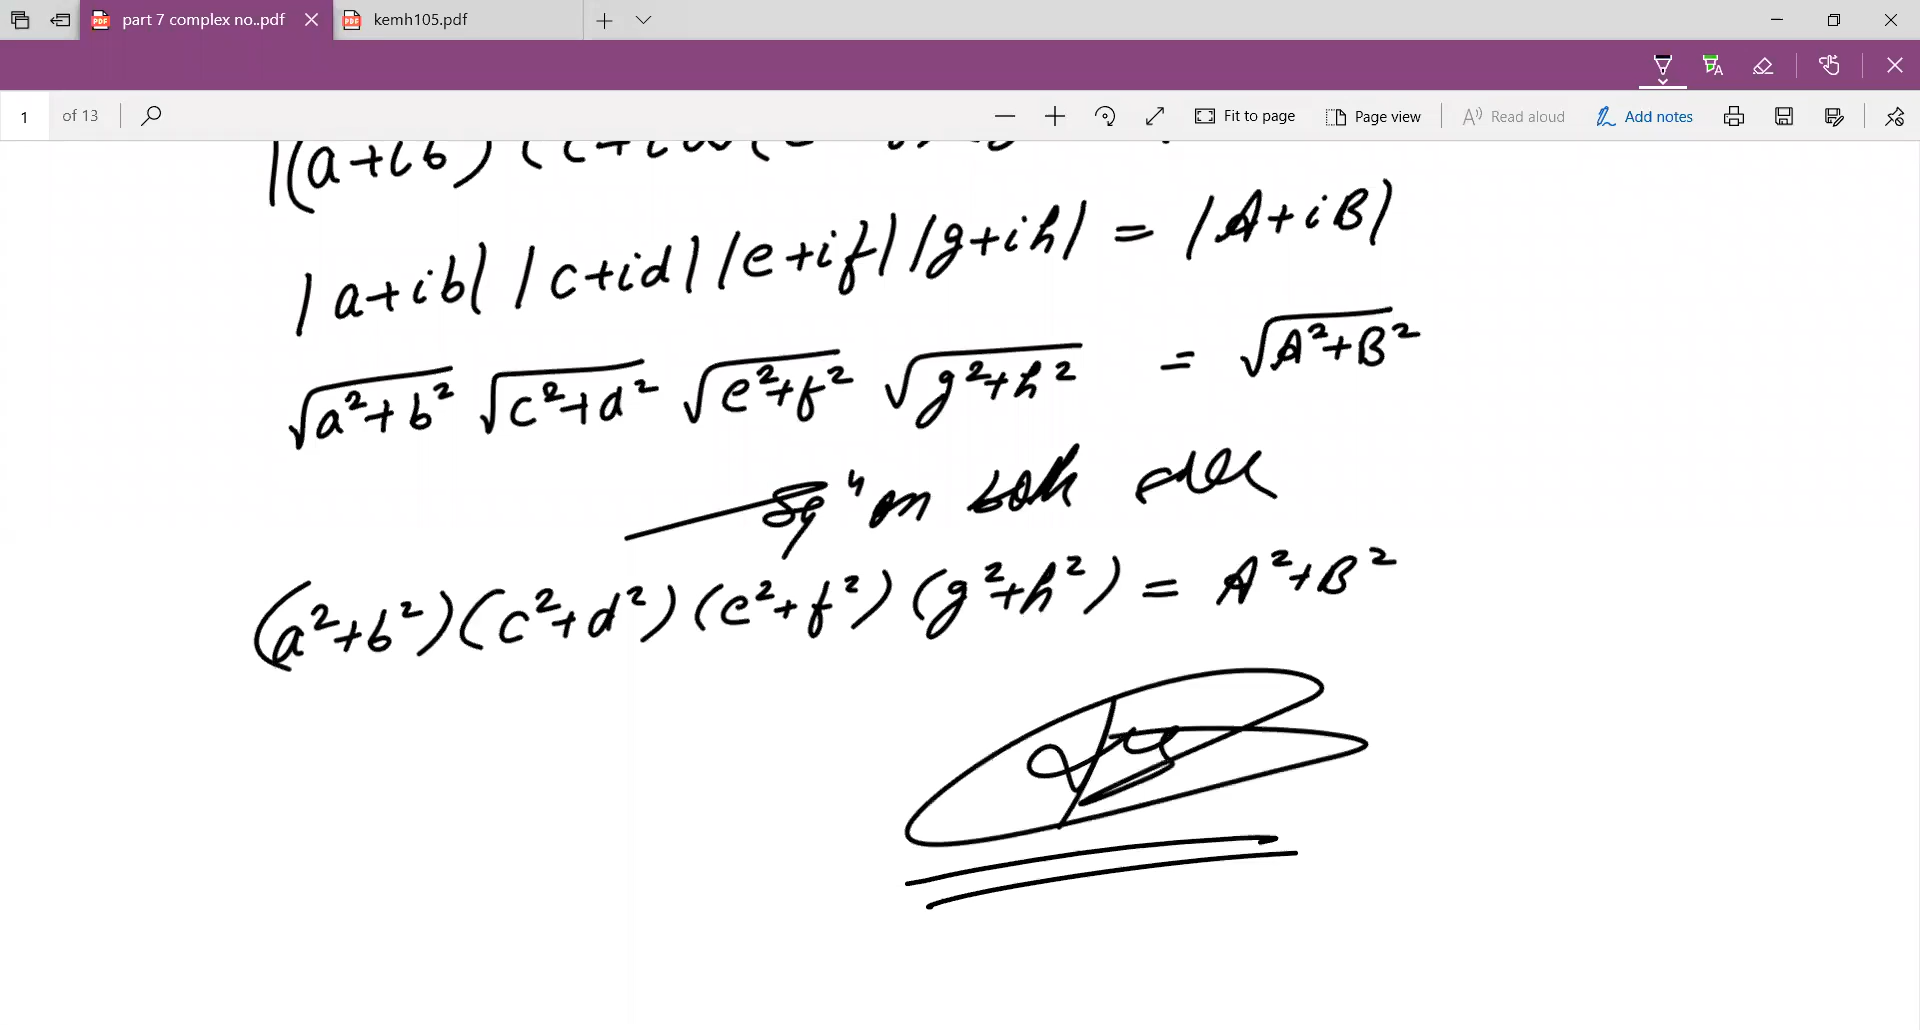 part 7 complex no..pdf
kemh105.pdf
1 of 13
Fit to page
Page view
Read aloud
Add notes
|(a+ib)
|a+ib| |c+id| |e+if| |g+ih| = |A+iB|
√a²+b² √c²+d² √e²+f² √g²+h² = √A²+B²
Sq on both
(a²+b²)(c²+d²)(e²+f²)(g²+h²) = A²+B²